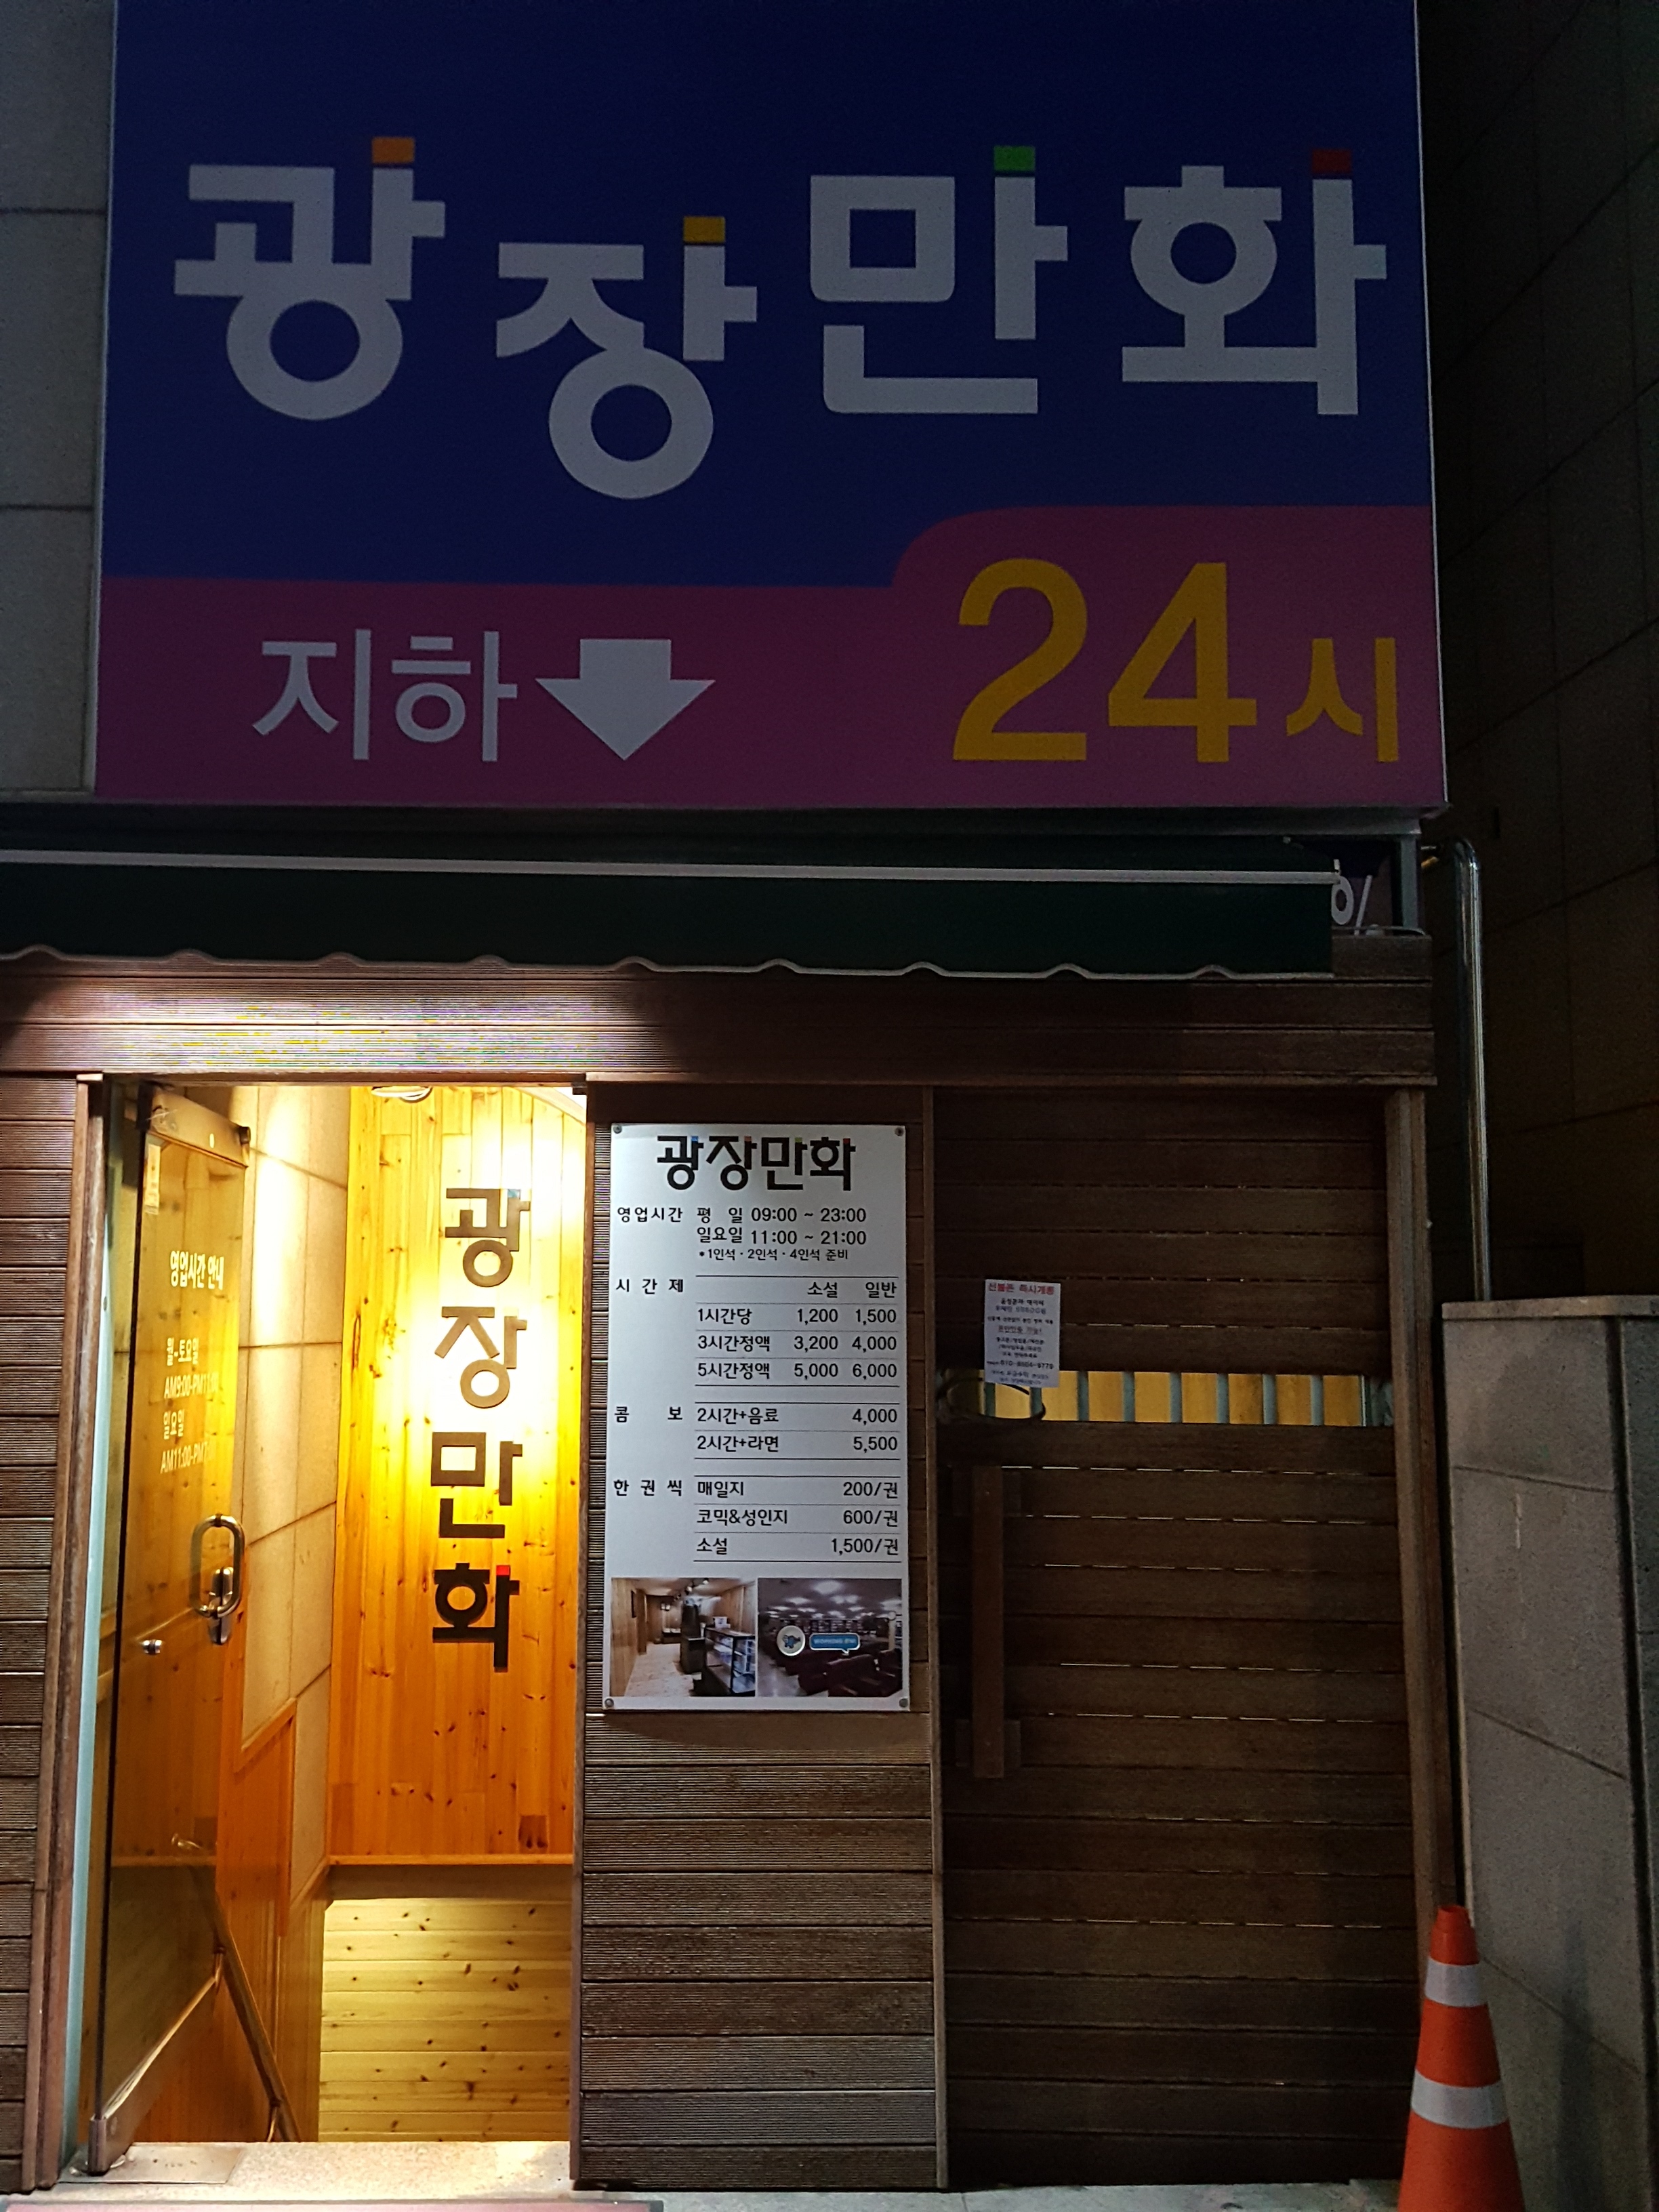 광장만화
지하
24시
광장만화
영업시간 안내
월-토요일
일요일
광장만화
영업시간 평 일 09:00 ~ 23:00
일요일 11:00 ~ 21:00
•1인석·2인석·4인석 준비
시 간 제 소설 일반
1시간당 1,200 1,500
3시간정액 3,200 4,000
5시간정액 5,000 6,000
콤 보 2시간+음료 4,000
2시간+라면 5,500
한 권 씩 매일지 200/권
코믹&성인지 600/권
소설 1,500/권